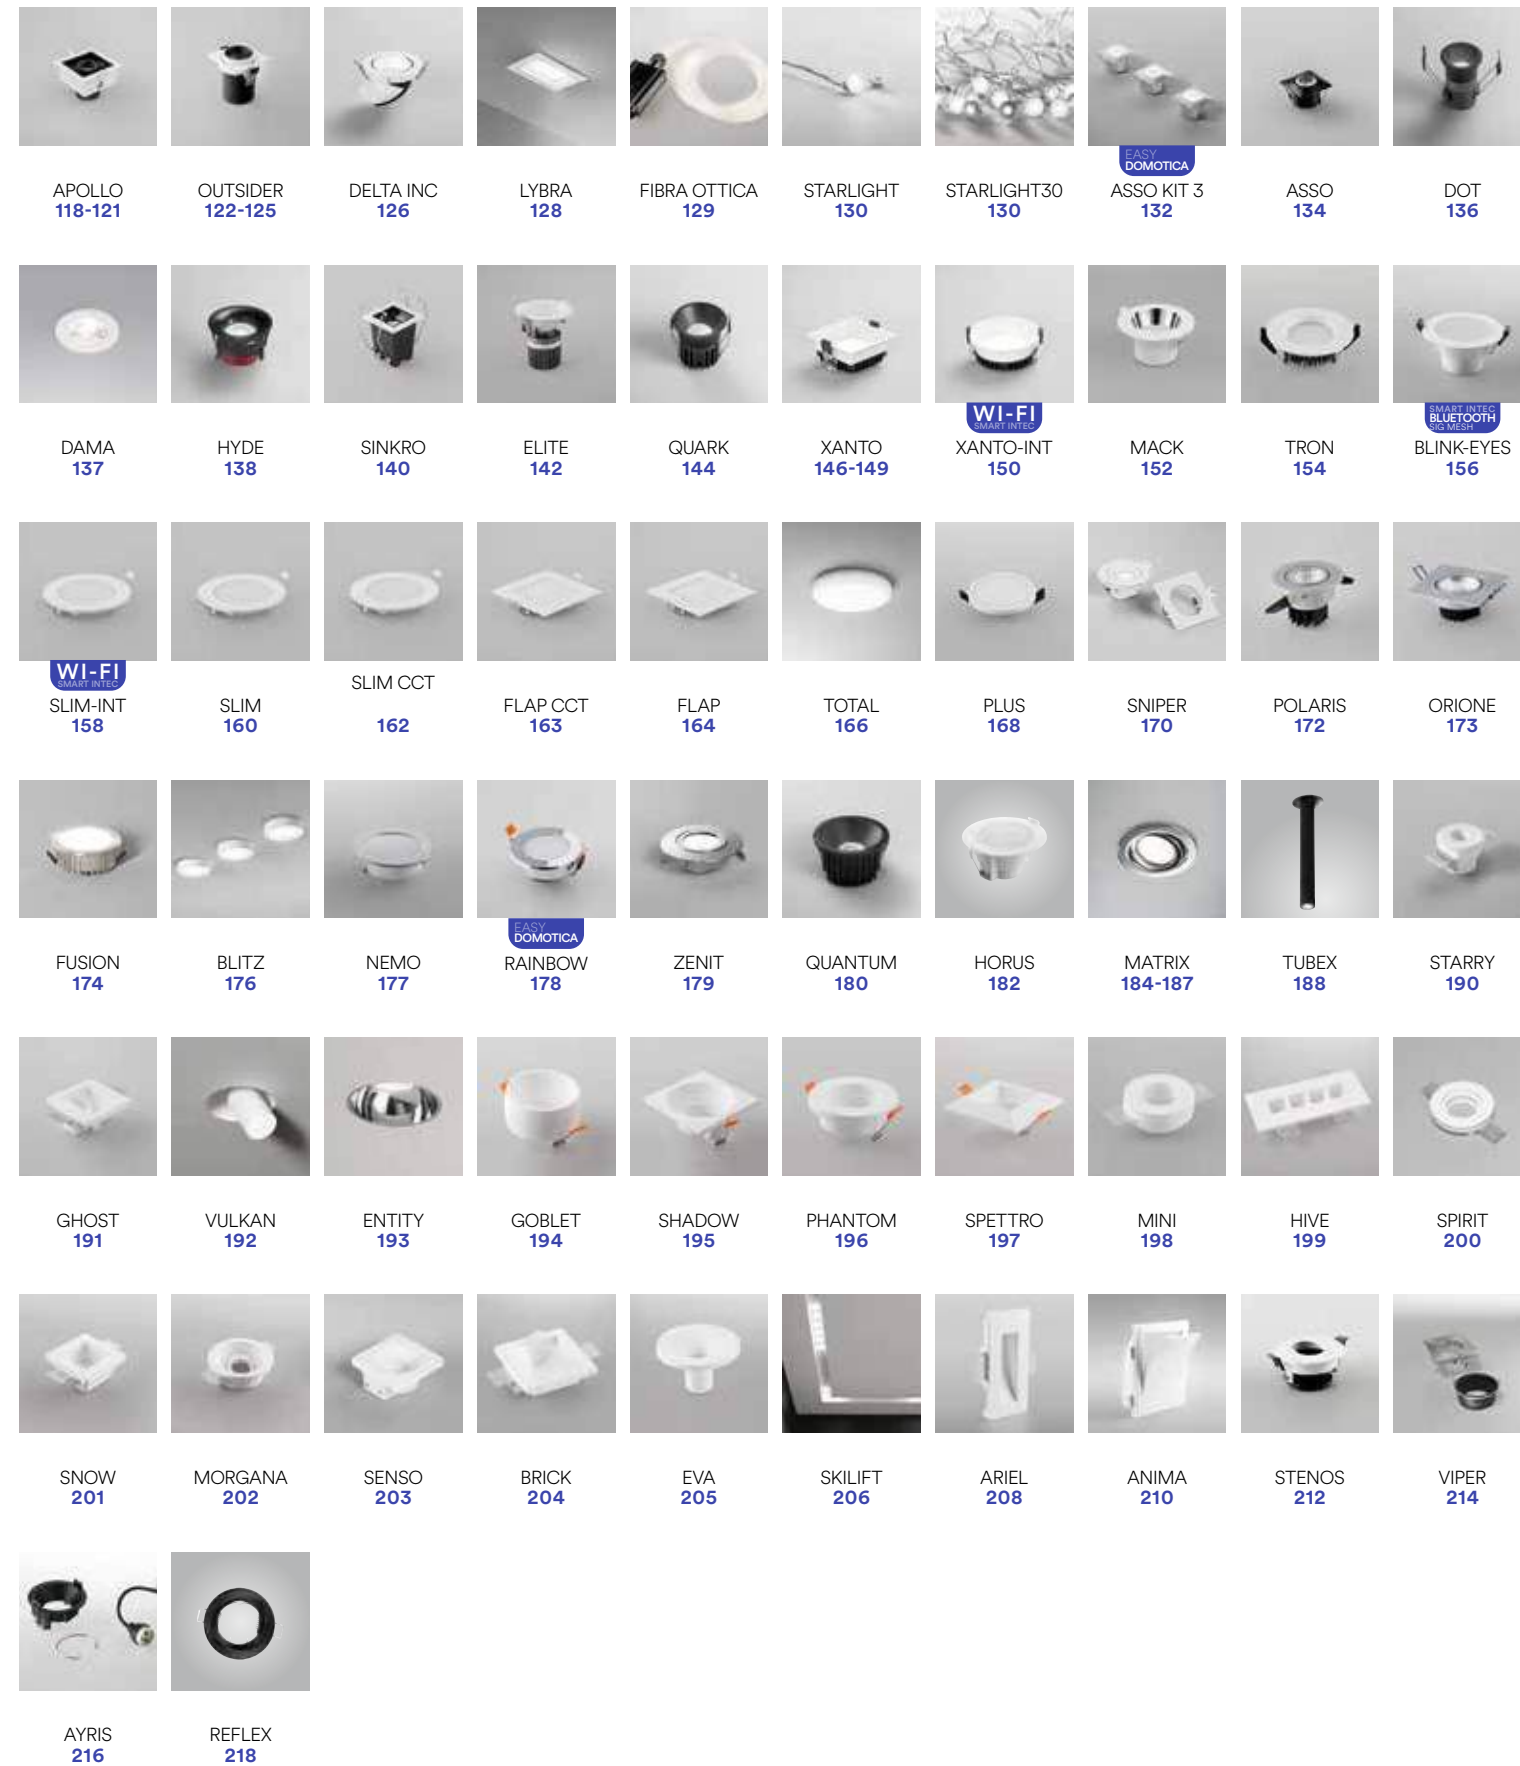 EASY
DOMOTICA
APOLLO
118-121
OUTSIDER
122-125
DELTA INC
126
LYBRA
128
FIBRA OTTICA
129
STARLIGHT
130
STARLIGHT30
130
ASSO KIT 3
132
ASSO
134
DOT
136
WI-FI
SMART INTEC
SMART INTEC
BLUETOOTH
SIG MESH
DAMA
137
HYDE
138
SINKRO
140
ELITE
142
QUARK
144
XANTO
146-149
XANTO-INT
150
MACK
152
TRON
154
BLINK-EYES
156
WI-FI
SMART INTEC
SLIM-INT
158
SLIM
160
SLIM CCT
162
FLAP CCT
163
FLAP
164
TOTAL
166
PLUS
168
SNIPER
170
POLARIS
172
ORIONE
173
EASY
DOMOTICA
FUSION
174
BLITZ
176
NEMO
177
RAINBOW
178
ZENIT
179
QUANTUM
180
HORUS
182
MATRIX
184-187
TUBEX
188
STARRY
190
GHOST
191
VULKAN
192
ENTITY
193
GOBLET
194
SHADOW
195
PHANTOM
196
SPETTRO
197
MINI
198
HIVE
199
SPIRIT
200
SNOW
201
MORGANA
202
SENSO
203
BRICK
204
EVA
205
SKILIFT
206
ARIEL
208
ANIMA
210
STENOS
212
VIPER
214
AYRIS
216
REFLEX
218